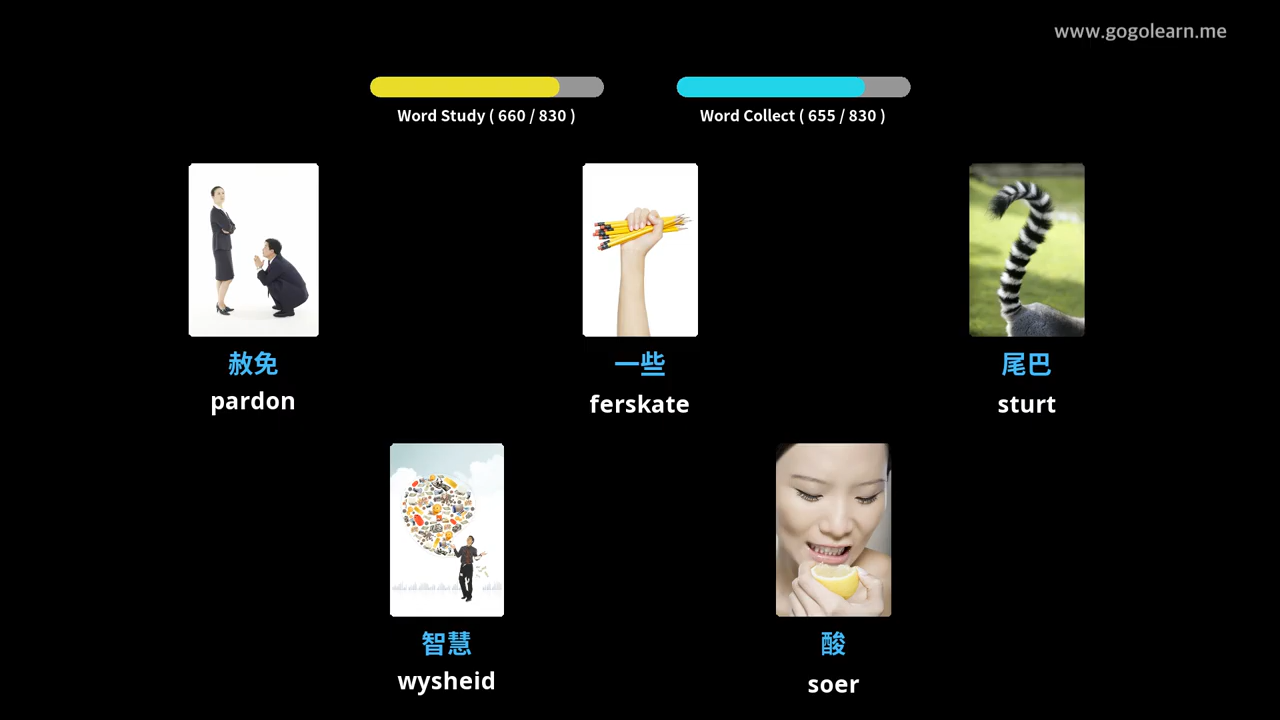 www.gogolearn.me
Word Study ( 660 / 830 )
Word Collect ( 655 / 830 )
赦免
pardon
一些
ferskate
尾巴
sturt
智慧
wysheid
酸
soer